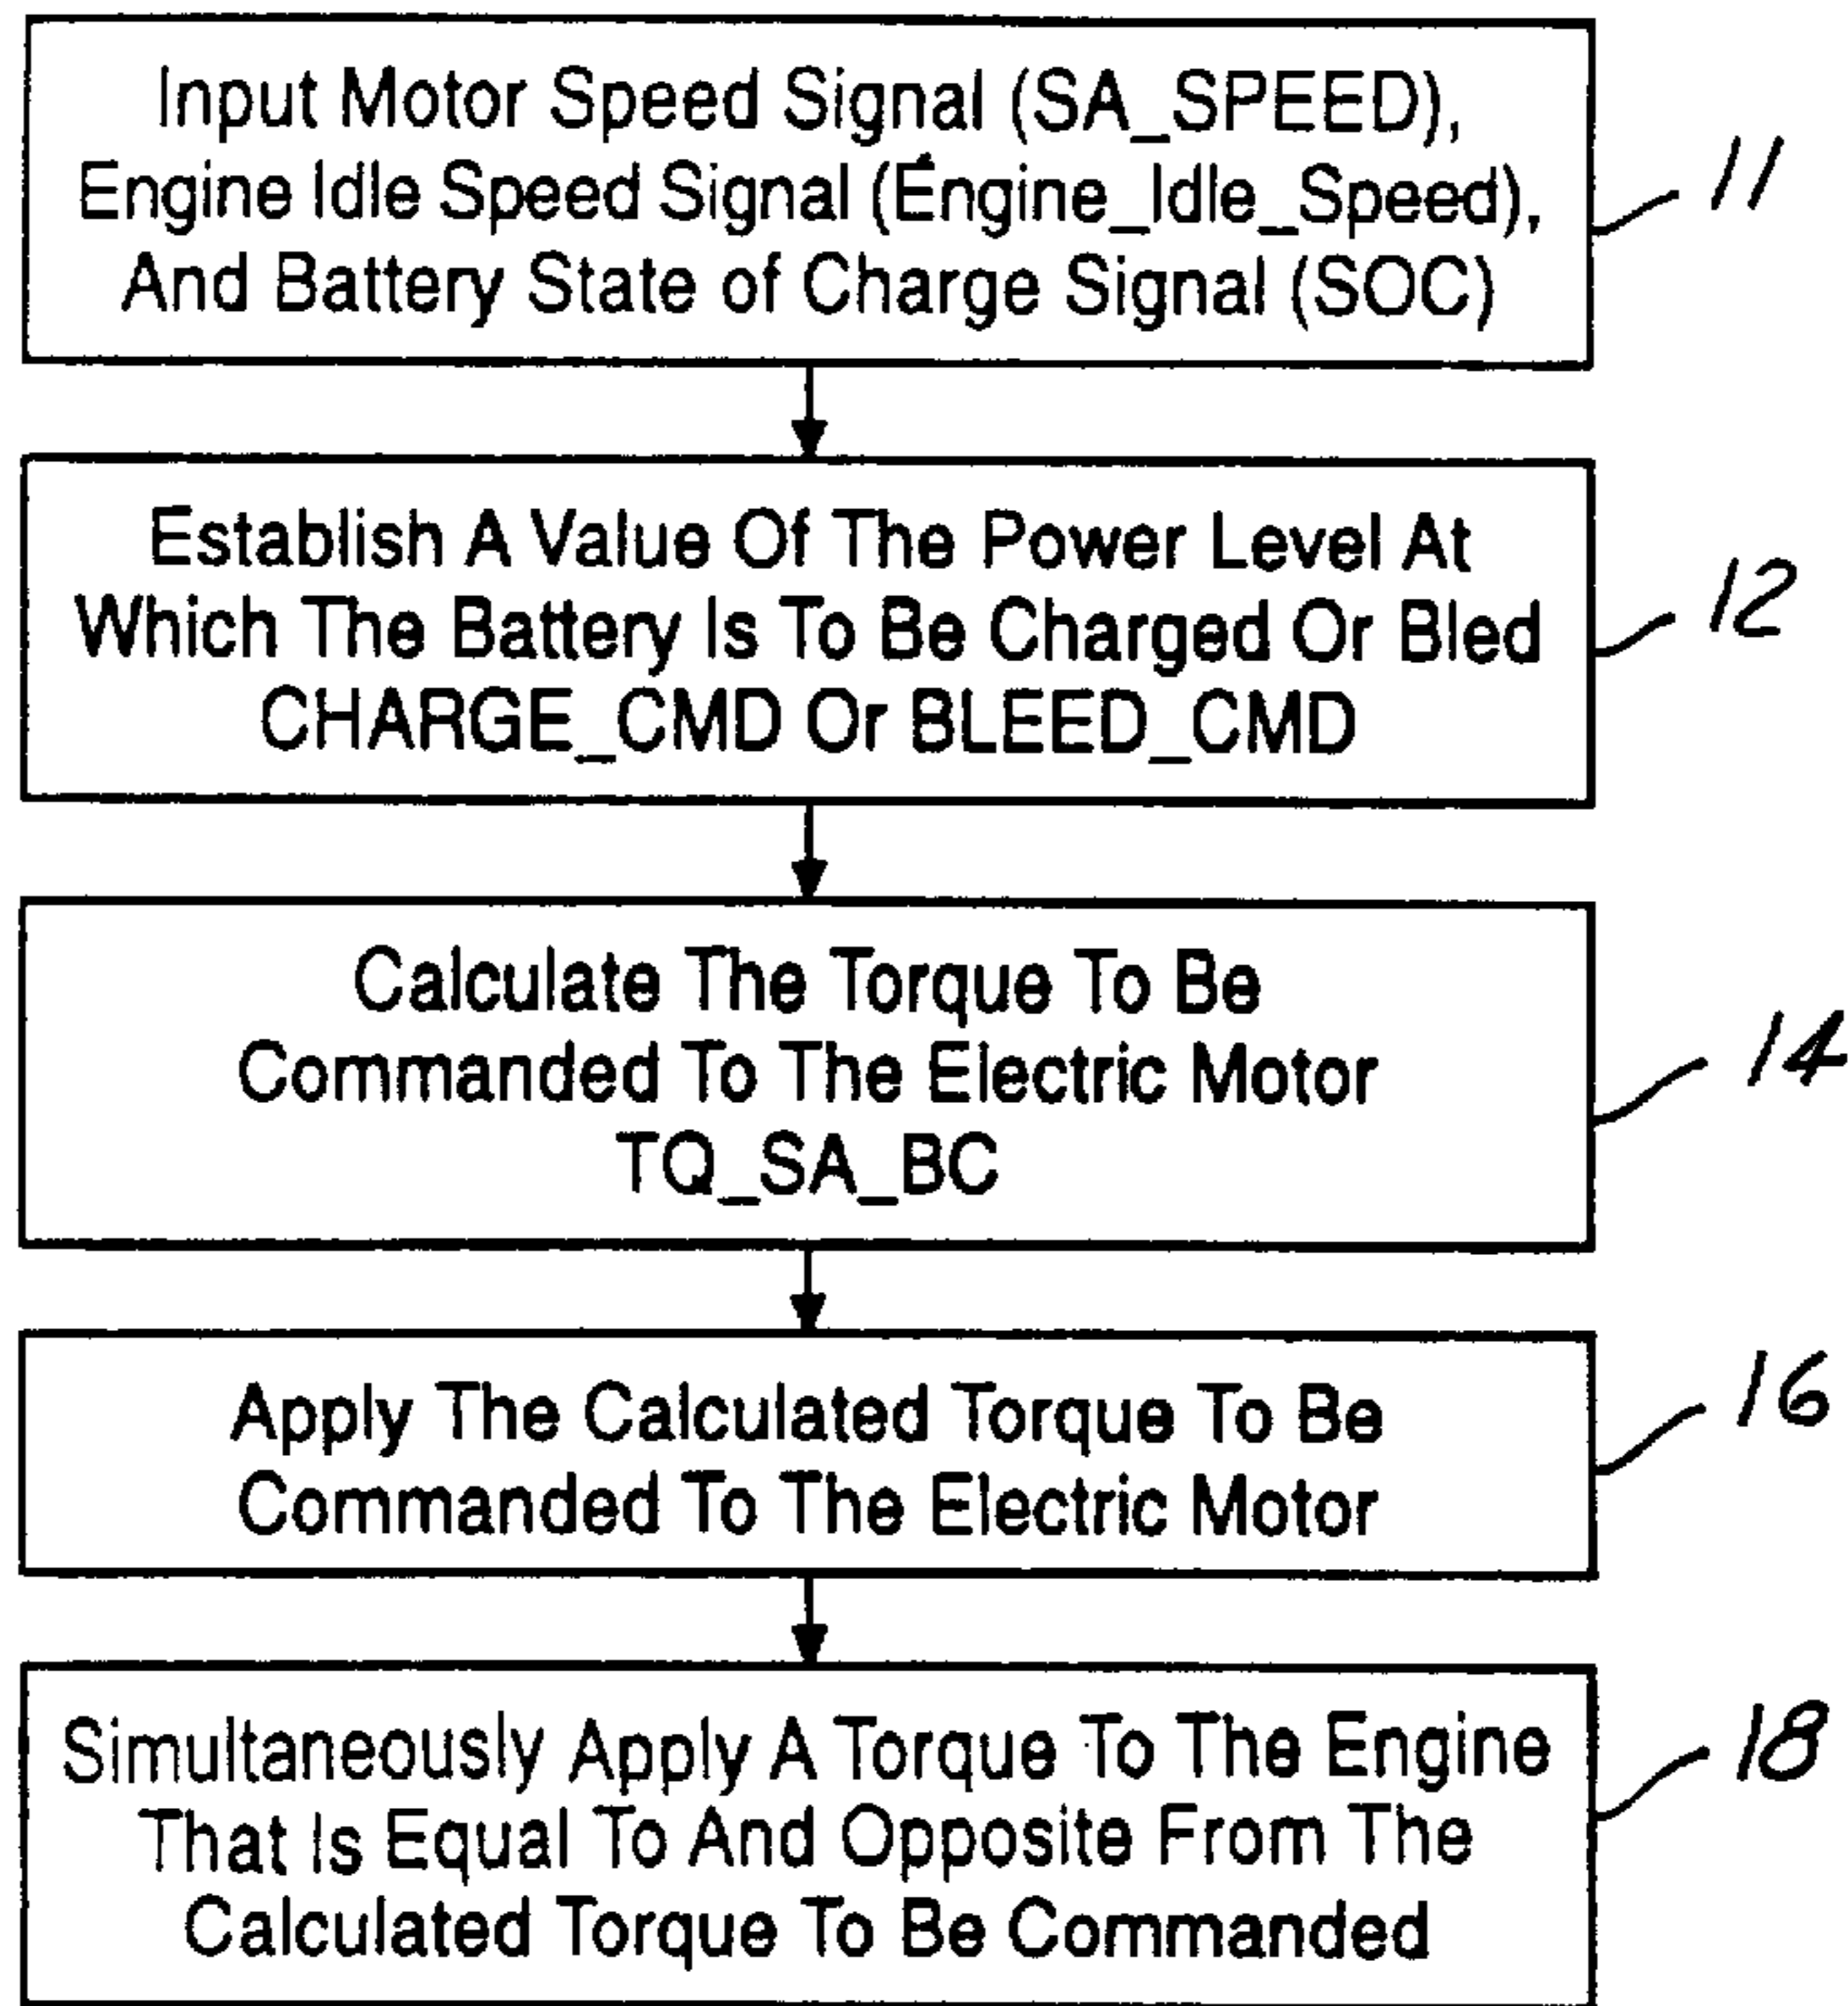 Input Motor Speed Signal (SA_SPEED),
Engine Idle Speed Signal (Engine_Idle_Speed),
And Battery State of Charge Signal (SOC)
11
Establish A Value Of The Power Level At
Which The Battery Is To Be Charged Or Bled
CHARGE_CMD Or BLEED_CMD
12
Calculate The Torque To Be
Commanded To The Electric Motor
TQ_SA_BC
14
Apply The Calculated Torque To Be
Commanded To The Electric Motor
16
Simultaneously Apply A Torque To The Engine
That Is Equal To And Opposite From The
Calculated Torque To Be Commanded
18